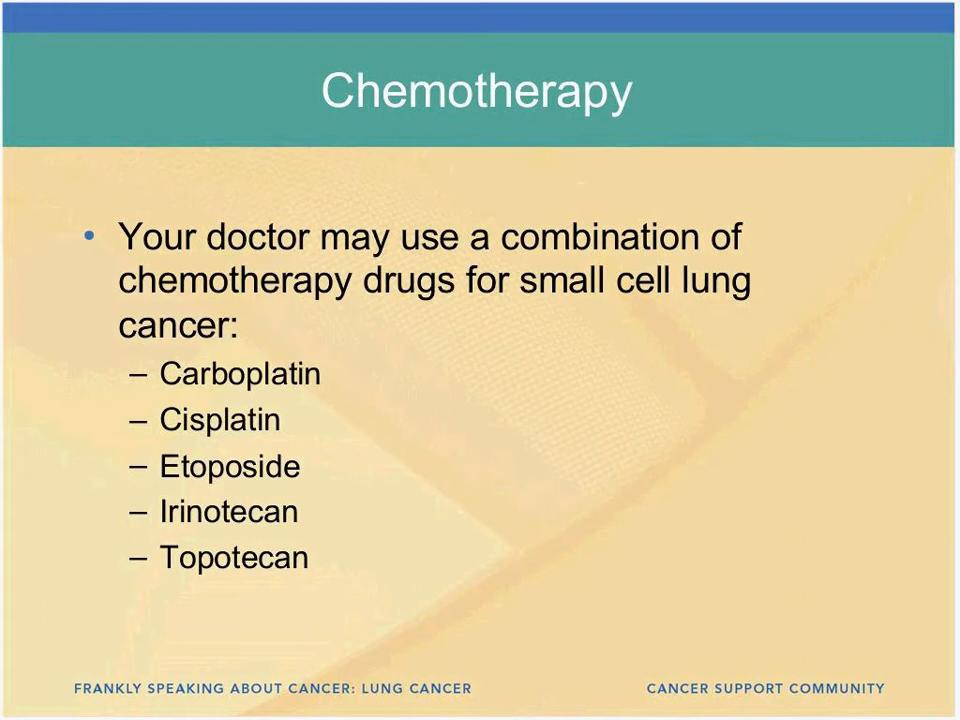 Chemotherapy
• Your doctor may use a combination of
chemotherapy drugs for small cell lung
cancer:
– Carboplatin
– Cisplatin
– Etoposide
– Irinotecan
– Topotecan
FRANKLY SPEAKING ABOUT CANCER: LUNG CANCER
CANCER SUPPORT COMMUNITY